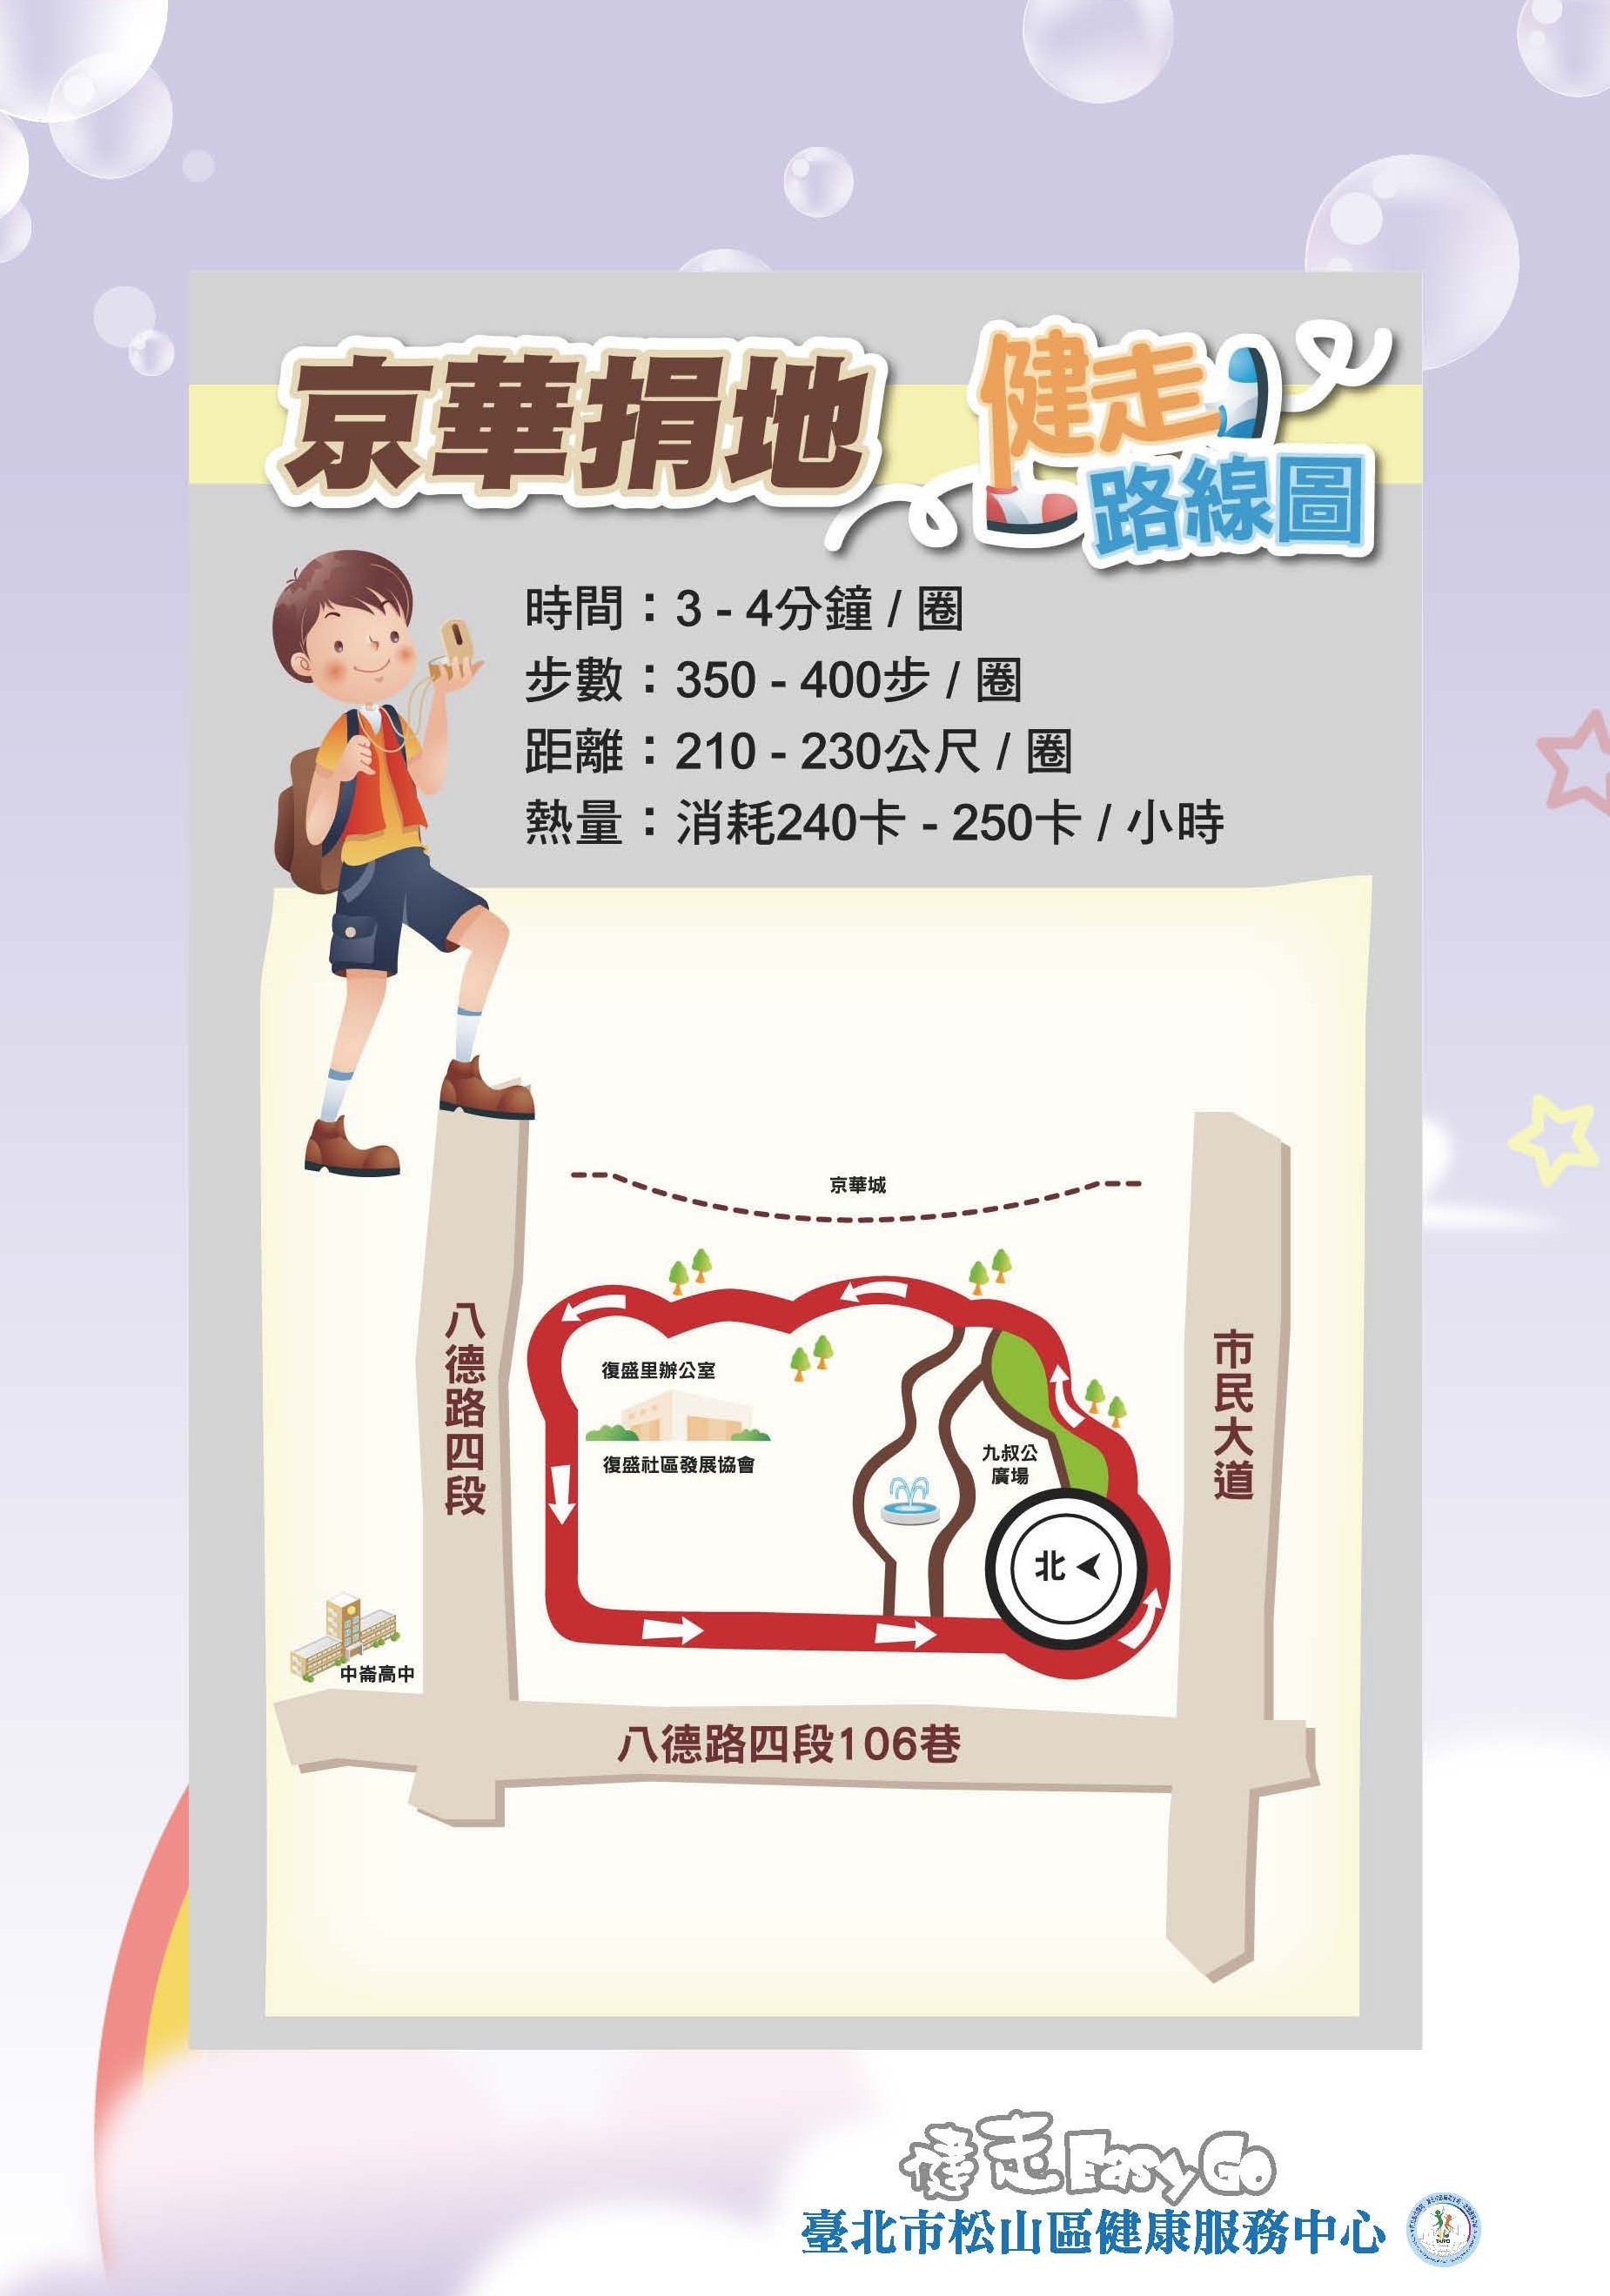 京華捐地
健走
路線圖
時間：3 - 4分鐘 / 圈
步數：350 - 400步 / 圈
距離：210 - 230公尺 / 圈
熱量：消耗240卡 - 250卡 / 小時
京華城
八德路四段
市民大道
復盛里辦公室
復盛社區發展協會
九叔公
廣場
北
中崙高中
八德路四段106巷
健走EasyGo
臺北市松山區健康服務中心